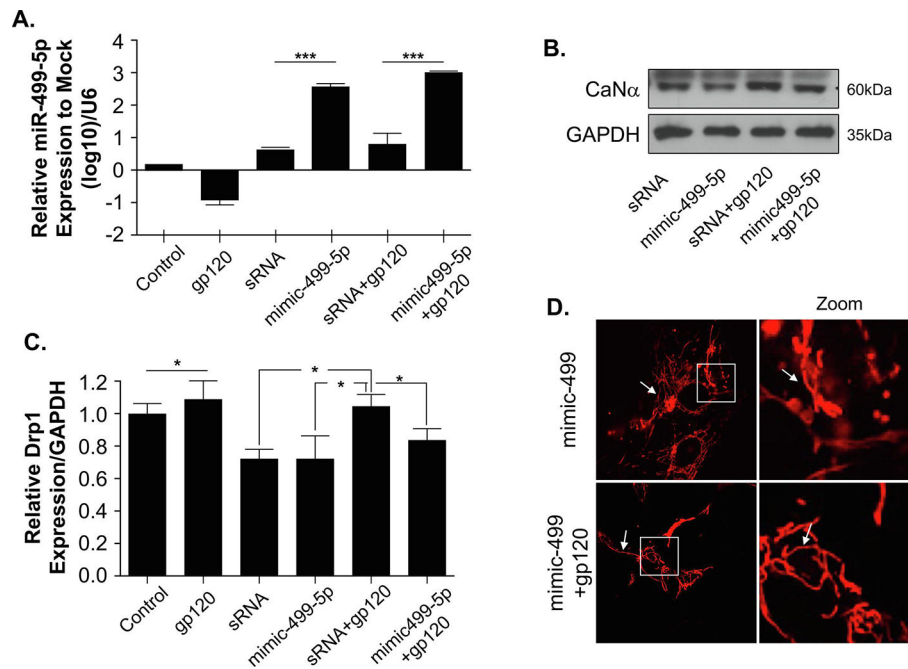 A.
Relative miR-499-5p
Expression to Mock
(log10)/U6
4
3
2
1
0
-1
-2
***
***
Control
gp120
sRNA
mimic-499-5p
sRNA+gp120
mimic499-5p
+gp120
B.
CaNα
60kDa
GAPDH
35kDa
sRNA
mimic-499-5p
sRNA+gp120
mimic499-5p
+gp120
C.
Relative Drp1
Expression/GAPDH
1.2
1.0
0.8
0.6
0.4
0.2
0.0
*
*
*
*
Control
gp120
sRNA
mimic-499-5p
sRNA+gp120
mimic499-5p
+gp120
D.
Zoom
mimic-499
mimic-499
+gp120